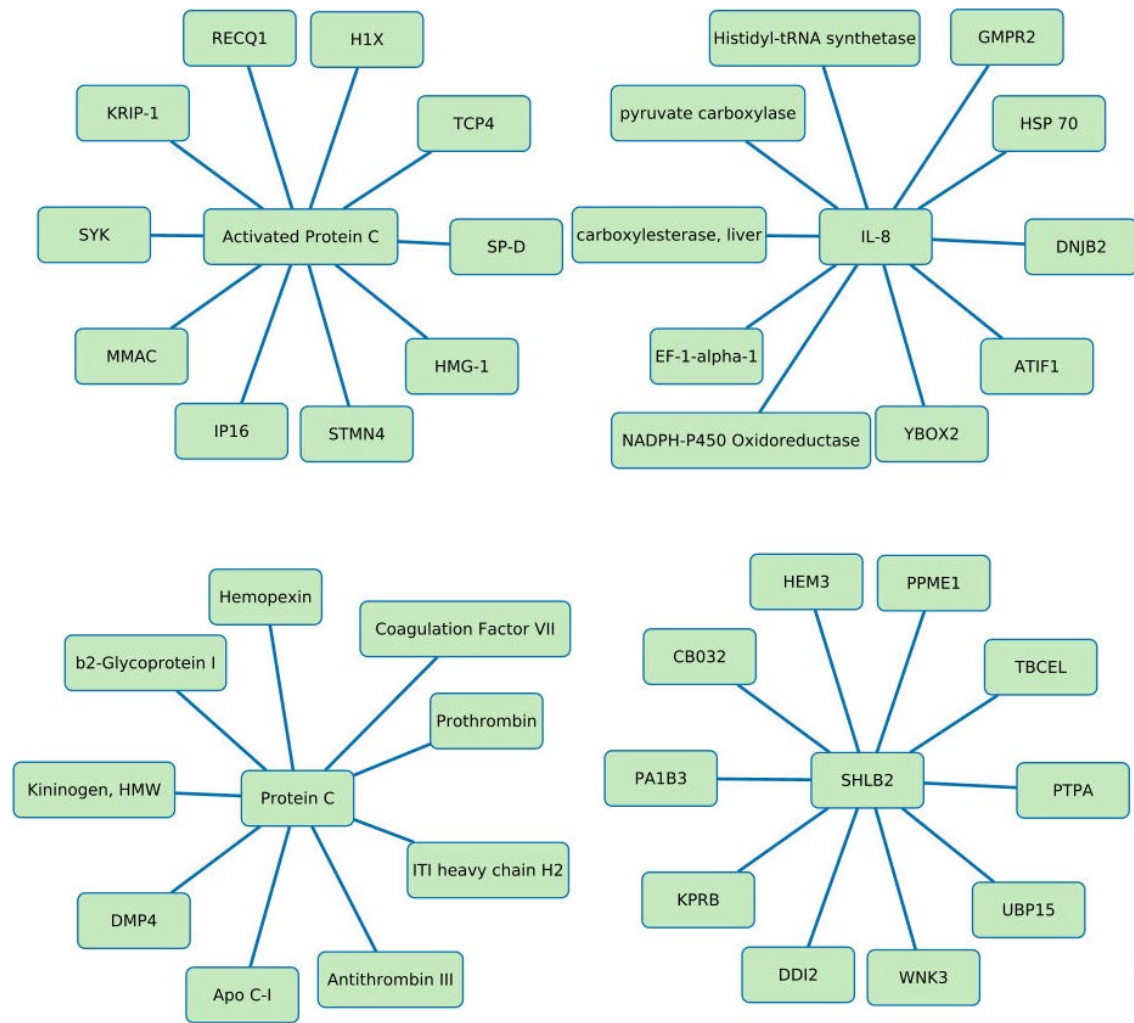 RECQ1
H1X
KRIP-1
TCP4
SYK
Activated Protein C
SP-D
MMAC
HMG-1
IP16
STMN4
Histidyl-tRNA synthetase
GMPR2
pyruvate carboxylase
HSP 70
carboxylesterase, liver
IL-8
DNJB2
EF-1-alpha-1
ATIF1
NADPH-P450 Oxidoreductase
YBOX2
Hemopexin
Coagulation Factor VII
b2-Glycoprotein I
Prothrombin
Kininogen, HMW
Protein C
ITI heavy chain H2
DMP4
Antithrombin III
Apo C-I
HEM3
PPME1
CB032
TBCEL
PA1B3
SHLB2
PTPA
KPRB
UBP15
DDI2
WNK3